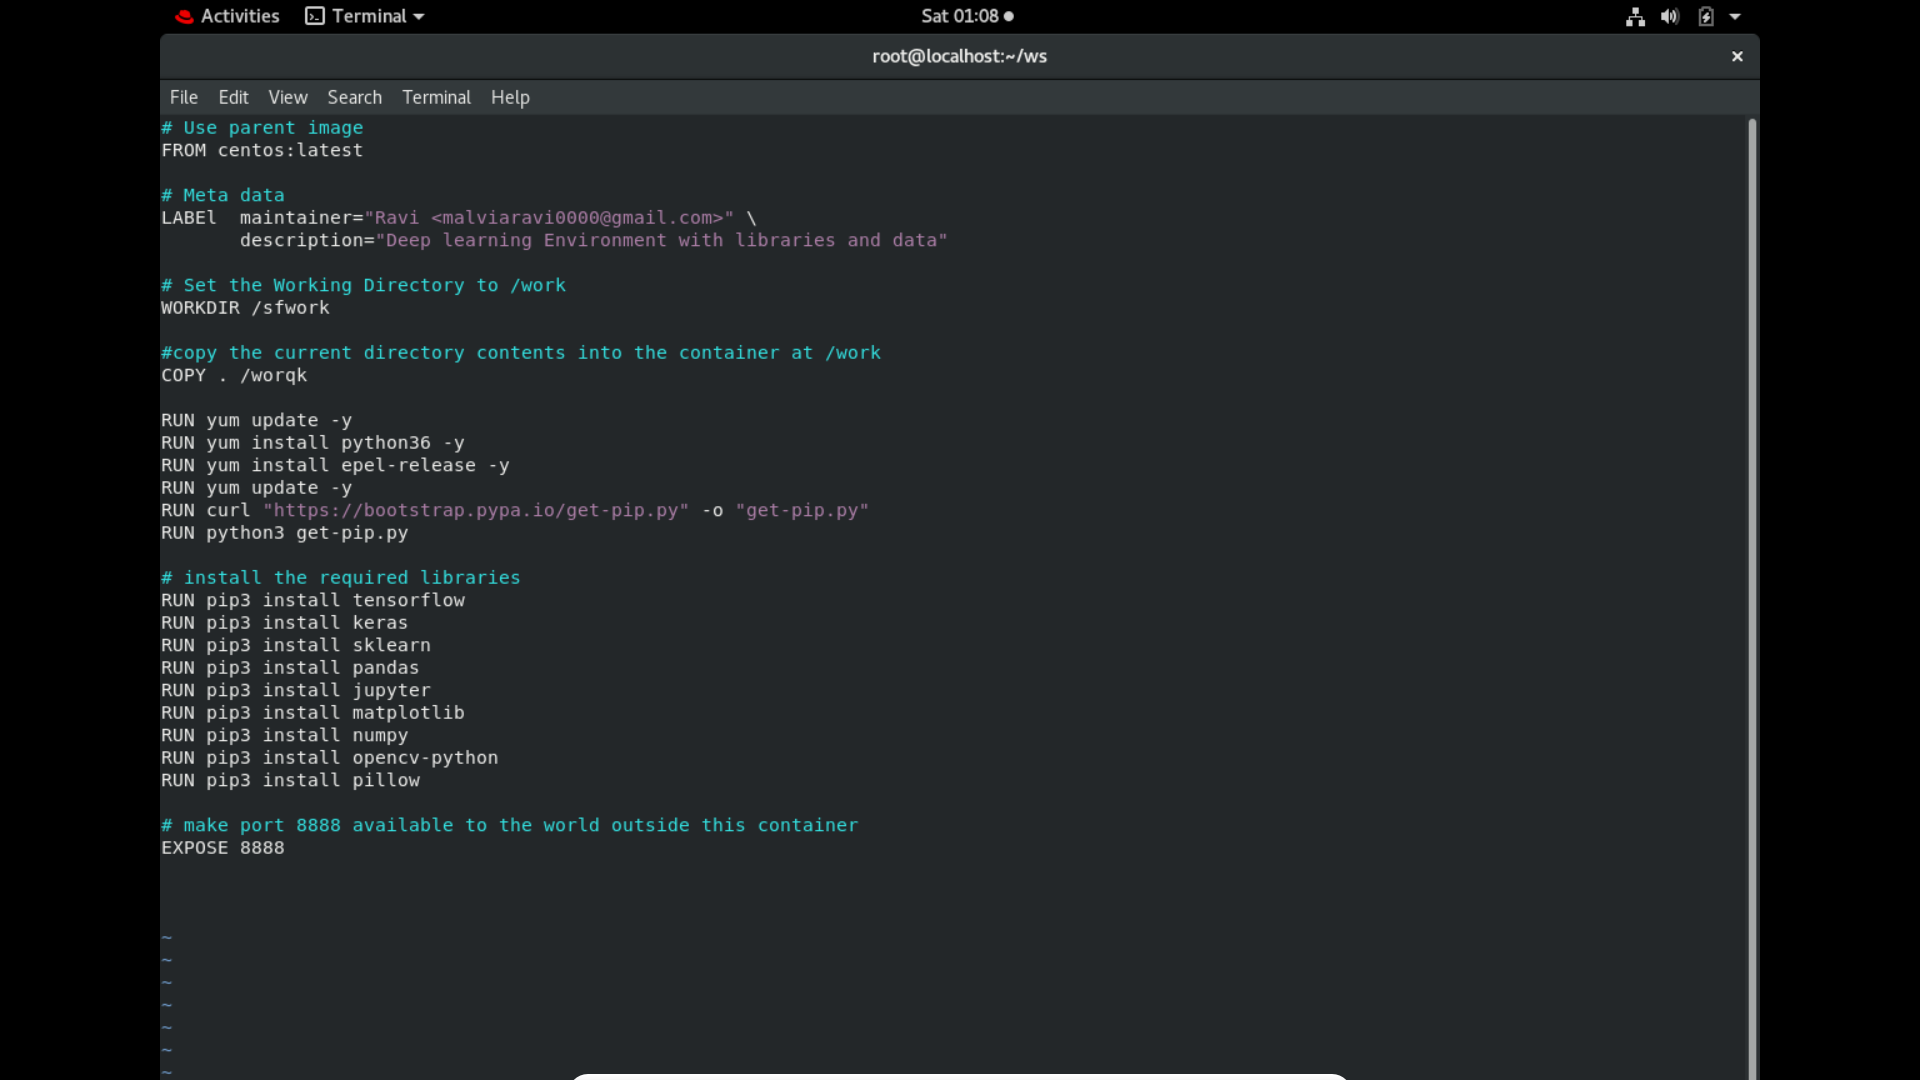 Activities Terminal Sat 01:08
root@localhost:~/ws
File Edit View Search Terminal Help
# Use parent image
FROM centos:latest
# Meta data
LABEl  maintainer="Ravi <malviaravi0000@gmail.com>" \
       description="Deep learning Environment with libraries and data"
# Set the Working Directory to /work
WORKDIR /sfwork
#copy the current directory contents into the container at /work
COPY . /worqk
RUN yum update -y
RUN yum install python36 -y
RUN yum install epel-release -y
RUN yum update -y
RUN curl "https://bootstrap.pypa.io/get-pip.py" -o "get-pip.py"
RUN python3 get-pip.py
# install the required libraries
RUN pip3 install tensorflow
RUN pip3 install keras
RUN pip3 install sklearn
RUN pip3 install pandas
RUN pip3 install jupyter
RUN pip3 install matplotlib
RUN pip3 install numpy
RUN pip3 install opencv-python
RUN pip3 install pillow
# make port 8888 available to the world outside this container
EXPOSE 8888
~
~
~
~
~
~
~